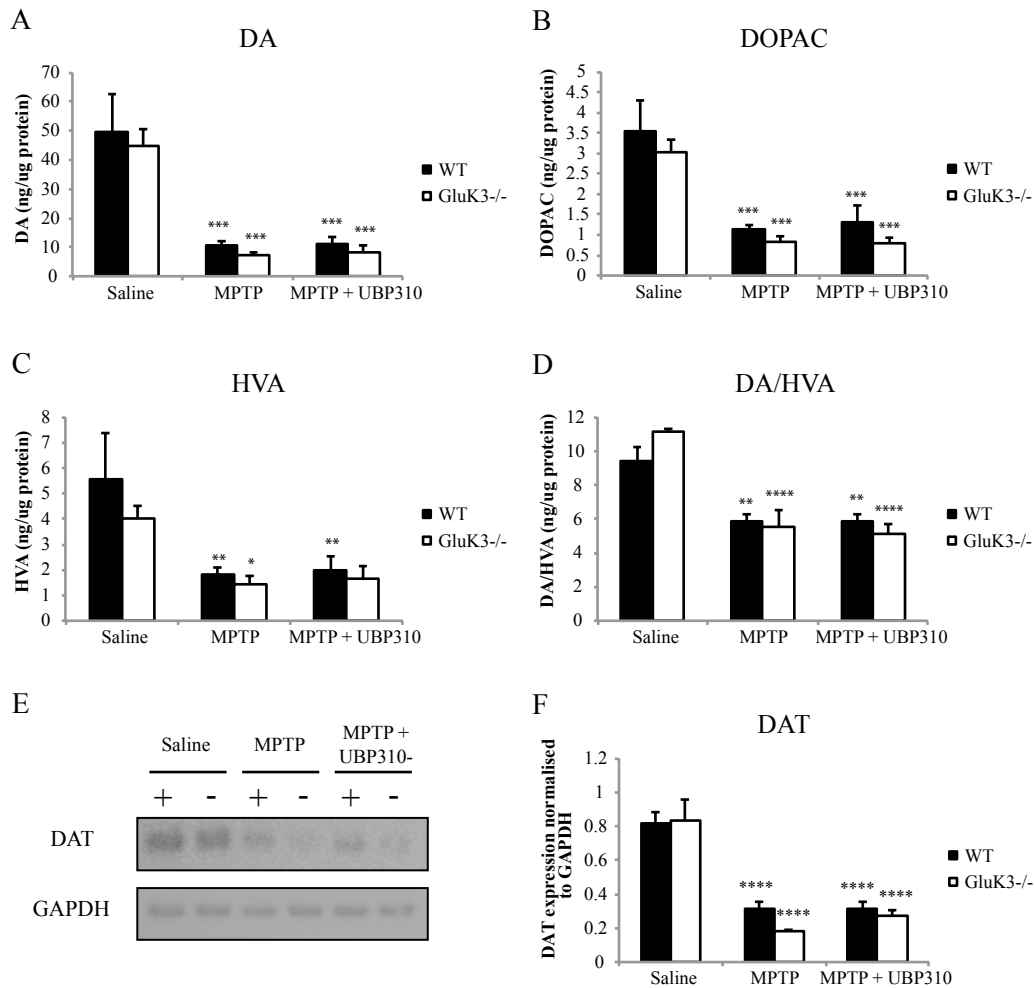 A
DA
DA (ng/ug protein)
70
60
50
40
30
20
10
0
***
***
***
***
Saline
MPTP
MPTP + UBP310
WT
GluK3-/-
B
DOPAC
DOPAC (ng/ug protein)
5
4.5
4
3.5
3
2.5
2
1.5
1
0.5
0
***
***
***
***
Saline
MPTP
MPTP + UBP310
WT
GluK3-/-
C
HVA
HVA (ng/ug protein)
8
7
6
5
4
3
2
1
0
**
*
**
Saline
MPTP
MPTP + UBP310
WT
GluK3-/-
D
DA/HVA
DA/HVA (ng/ug protein)
12
10
8
6
4
2
0
**
****
**
****
Saline
MPTP
MPTP + UBP310
WT
GluK3-/-
E
Saline
MPTP
MPTP +
UBP310-
+ - + - + -
DAT
GAPDH
F
DAT
DAT expression normalised
to GAPDH
1.2
1
0.8
0.6
0.4
0.2
0
****
****
****
****
Saline
MPTP
MPTP + UBP310
WT
GluK3-/-